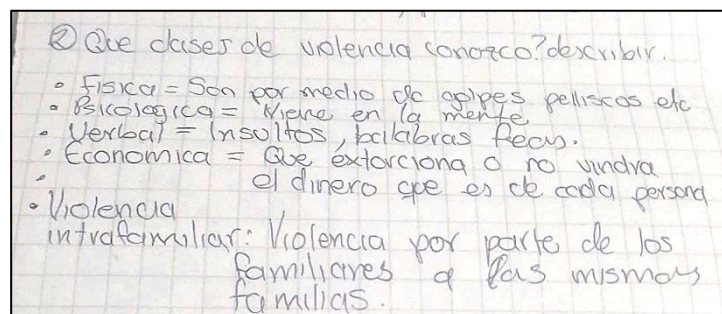 ② Que clases de violencia conozco? describir.
• Fisica = Son por medio de golpes pelliscos etc
• Psicologica = Viene en la mente
• Verbal = Insultos, palabras feas.
• Economica = Que extorciona o no
• el dinero que es de cada persona
• Violencia
intrafamiliar: Violencia por parte de los
familiares a las mismas
familias.